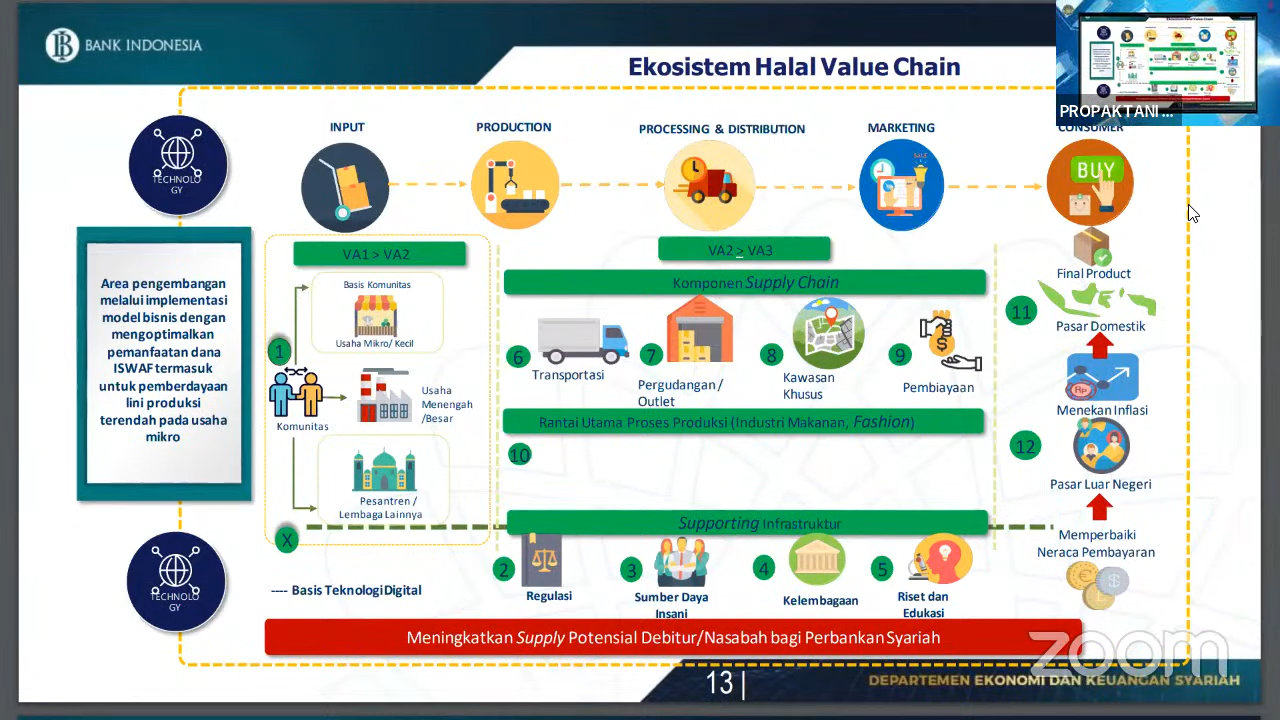 BANK INDONESIA
Ekosistem Halal Value Chain
PROPAKTANI ...
INPUT
PRODUCTION
PROCESSING & DISTRIBUTION
MARKETING
CONSUMER
TECHNOLO
GY
SALE
BUY
VA1 > VA2
VA2 ≥ VA3
Area pengembangan
melalui implementasi
model bisnis dengan
mengoptimalkan
pemanfaatan dana
ISWAF termasuk
untuk pemberdayaan
lini produksi
terendah pada usaha
mikro
Basis Komunitas
Usaha Mikro/ Kecil
1
Komunitas
Usaha
Menengah
/Besar
Pesantren /
Lembaga Lainnya
X
Komponen Supply Chain
6
Transportasi
7
Pergudangan /
Outlet
8
Kawasan
Khusus
9
Pembiayaan
Rantai Utama Proses Produksi (Industri Makanan, Fashion)
10
Supporting Infrastruktur
2
Regulasi
3
Sumber Daya
Insani
4
Kelembagaan
5
Riset dan
Edukasi
Final Product
11
Pasar Domestik
Rp
Menekan Inflasi
12
Pasar Luar Negeri
Memperbaiki
Neraca Pembayaran
TECHNOLO
GY
---- Basis Teknologi Digital
Meningkatkan Supply Potensial Debitur/Nasabah bagi Perbankan Syariah
zoom
13 |
DEPARTEMEN EKONOMI DAN KEUANGAN SYARIAH